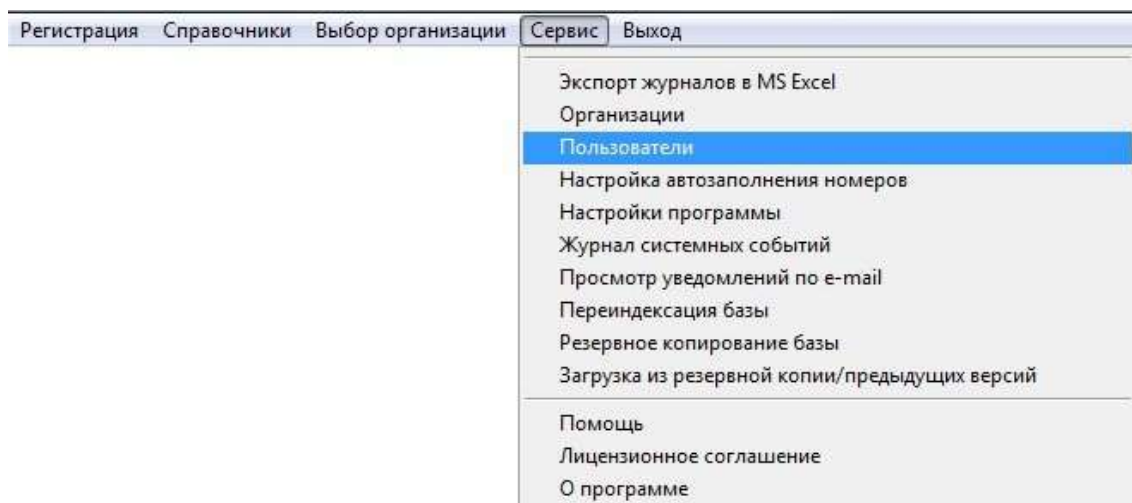 Регистрация Справочники Выбор организации Сервис Выход
Экспорт журналов в MS Excel
Организации
Пользователи
Настройка автозаполнения номеров
Настройки программы
Журнал системных событий
Просмотр уведомлений по e-mail
Переиндексация базы
Резервное копирование базы
Загрузка из резервной копии/предыдущих версий
Помощь
Лицензионное соглашение
О программе